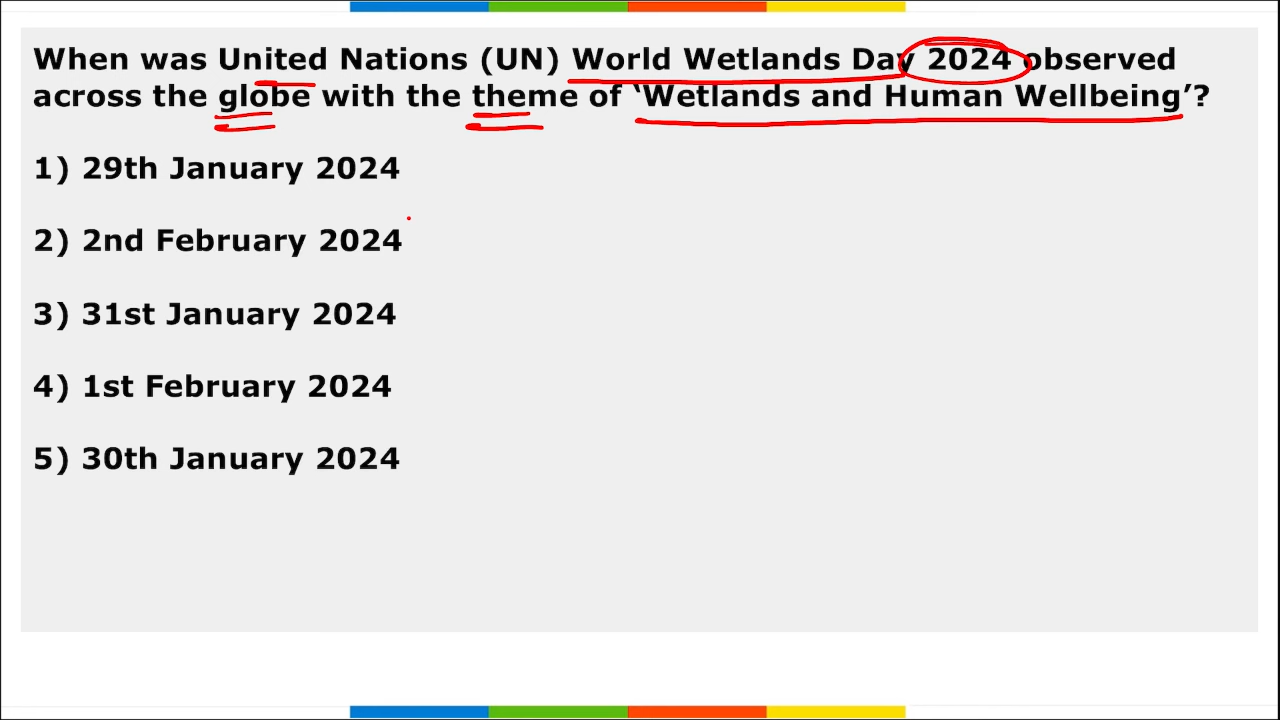 When was United Nations (UN) World Wetlands Day 2024 observed
across the globe with the theme of ‘Wetlands and Human Wellbeing’?
1) 29th January 2024
2) 2nd February 2024
3) 31st January 2024
4) 1st February 2024
5) 30th January 2024